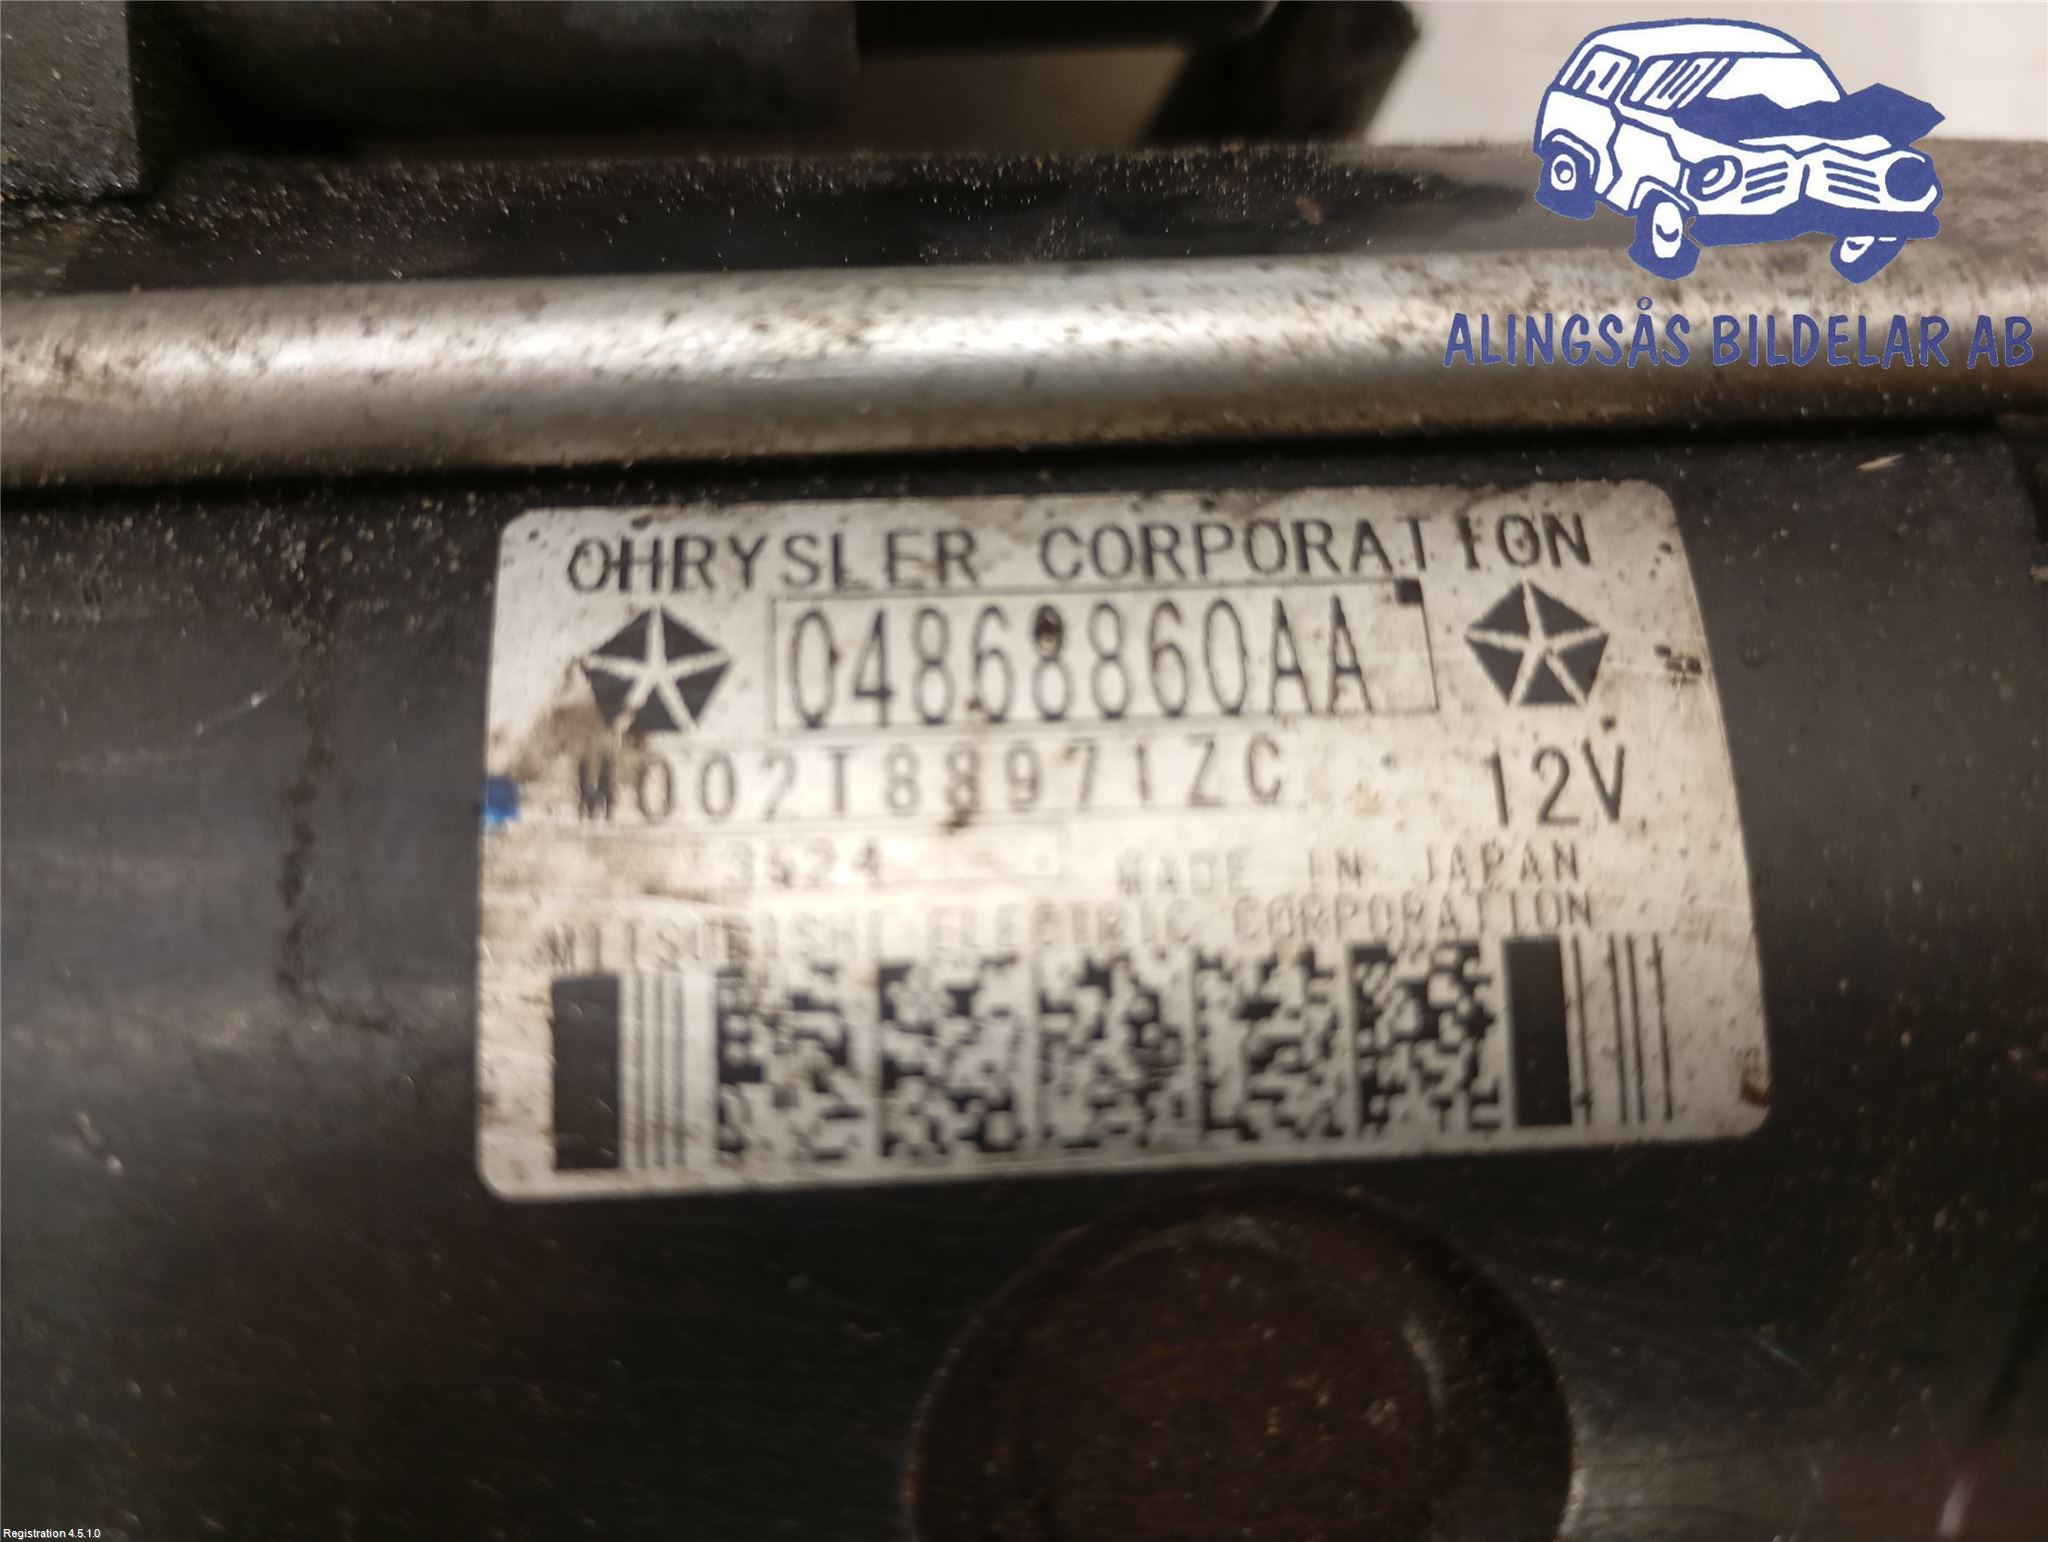 ALINGSÅS BILDELAR AB
CHRYSLER CORPORATION
04868860AA
M002T88971ZC 12V
3524 MADE IN JAPAN
MITSUBISHI ELECTRIC CORPORATION
Registration 4.5.1.0